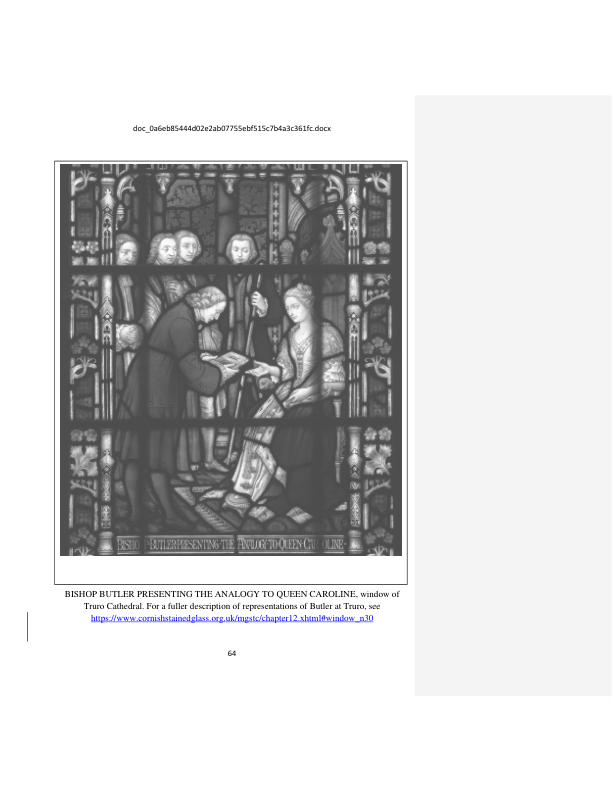 doc_0a6eb85444d02e2ab07755ebf515c7b4a3c361fc.docx
BISHO BUTLER PRESENTING THE ANALOGY TO QUEEN CAROLINE
BISHOP BUTLER PRESENTING THE ANALOGY TO QUEEN CAROLINE, window of
Truro Cathedral. For a fuller description of representations of Butler at Truro, see
https://www.cornishstainedglass.org.uk/mgstc/chapter12.xhtml#window_n30
64